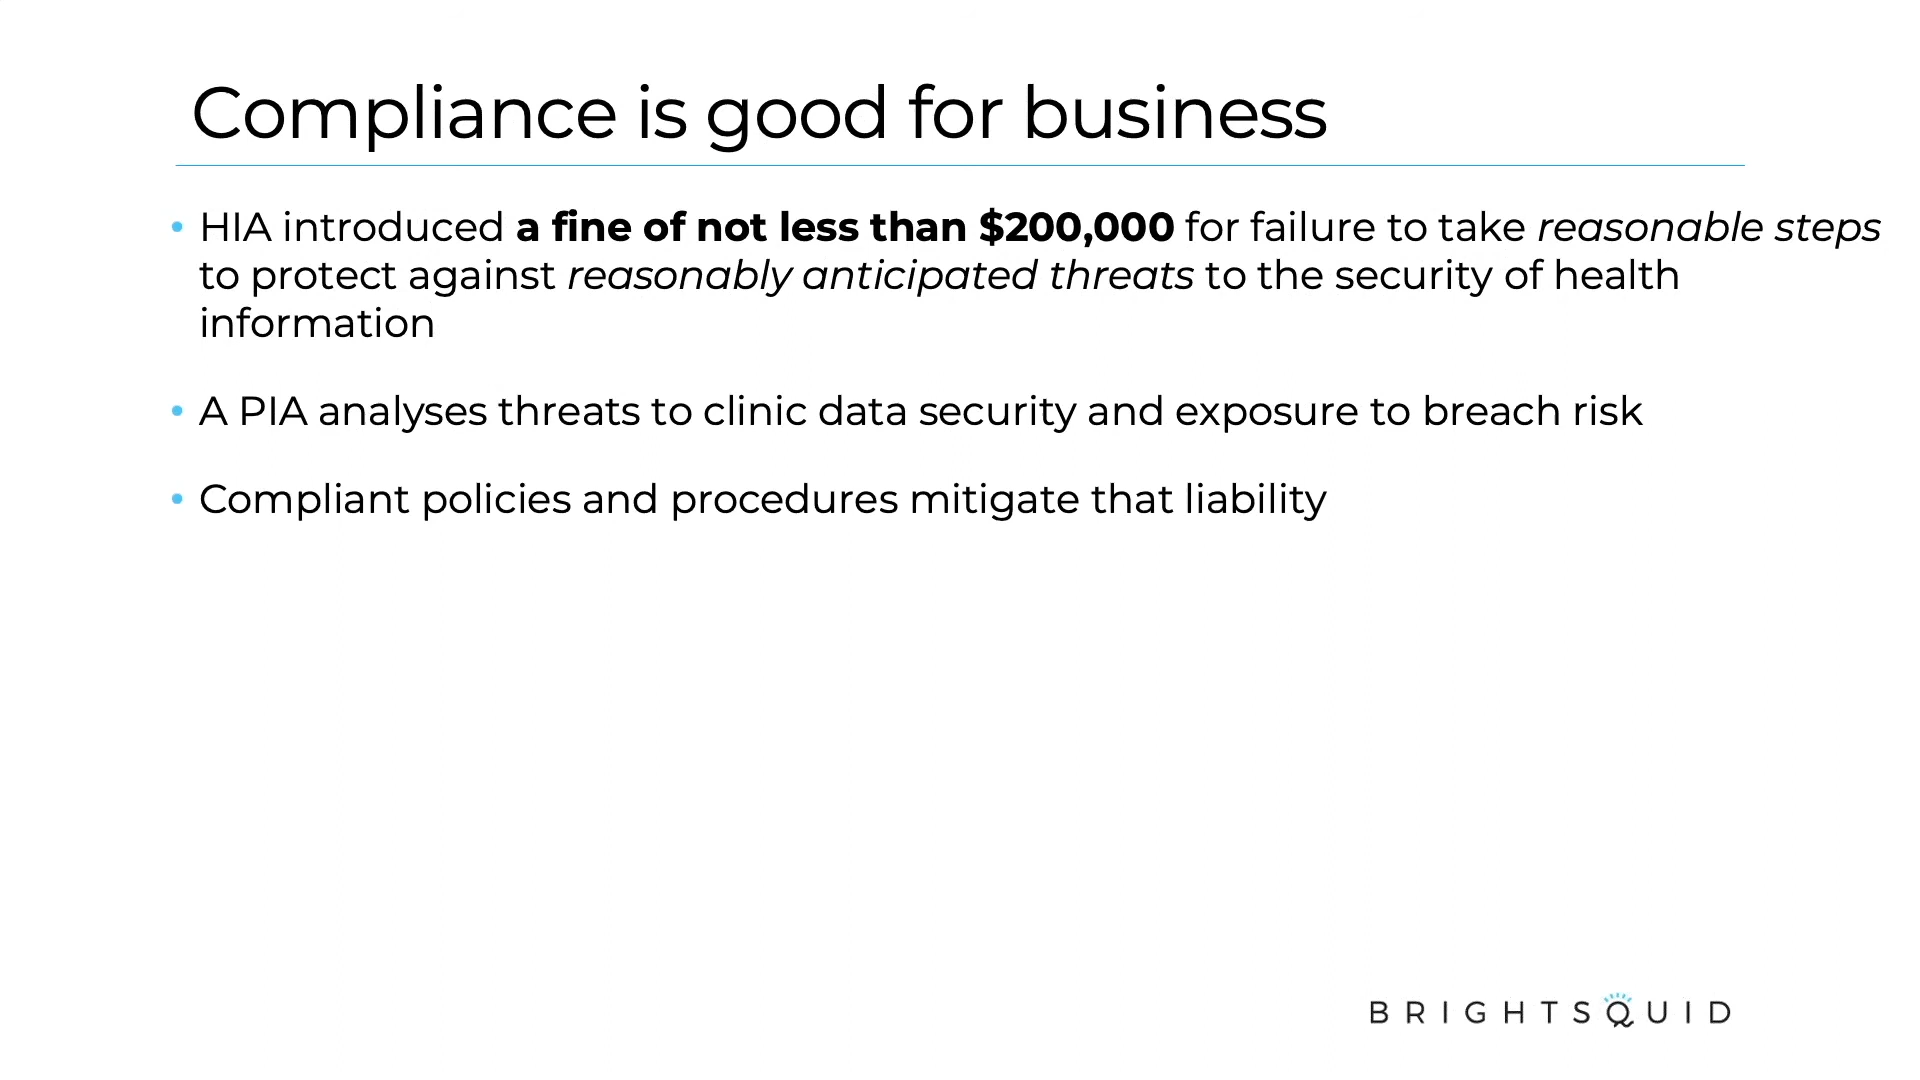 Compliance is good for business
• HIA introduced a fine of not less than $200,000 for failure to take reasonable steps
to protect against reasonably anticipated threats to the security of health
information
• A PIA analyses threats to clinic data security and exposure to breach risk
• Compliant policies and procedures mitigate that liability
BRIGHTSQUID